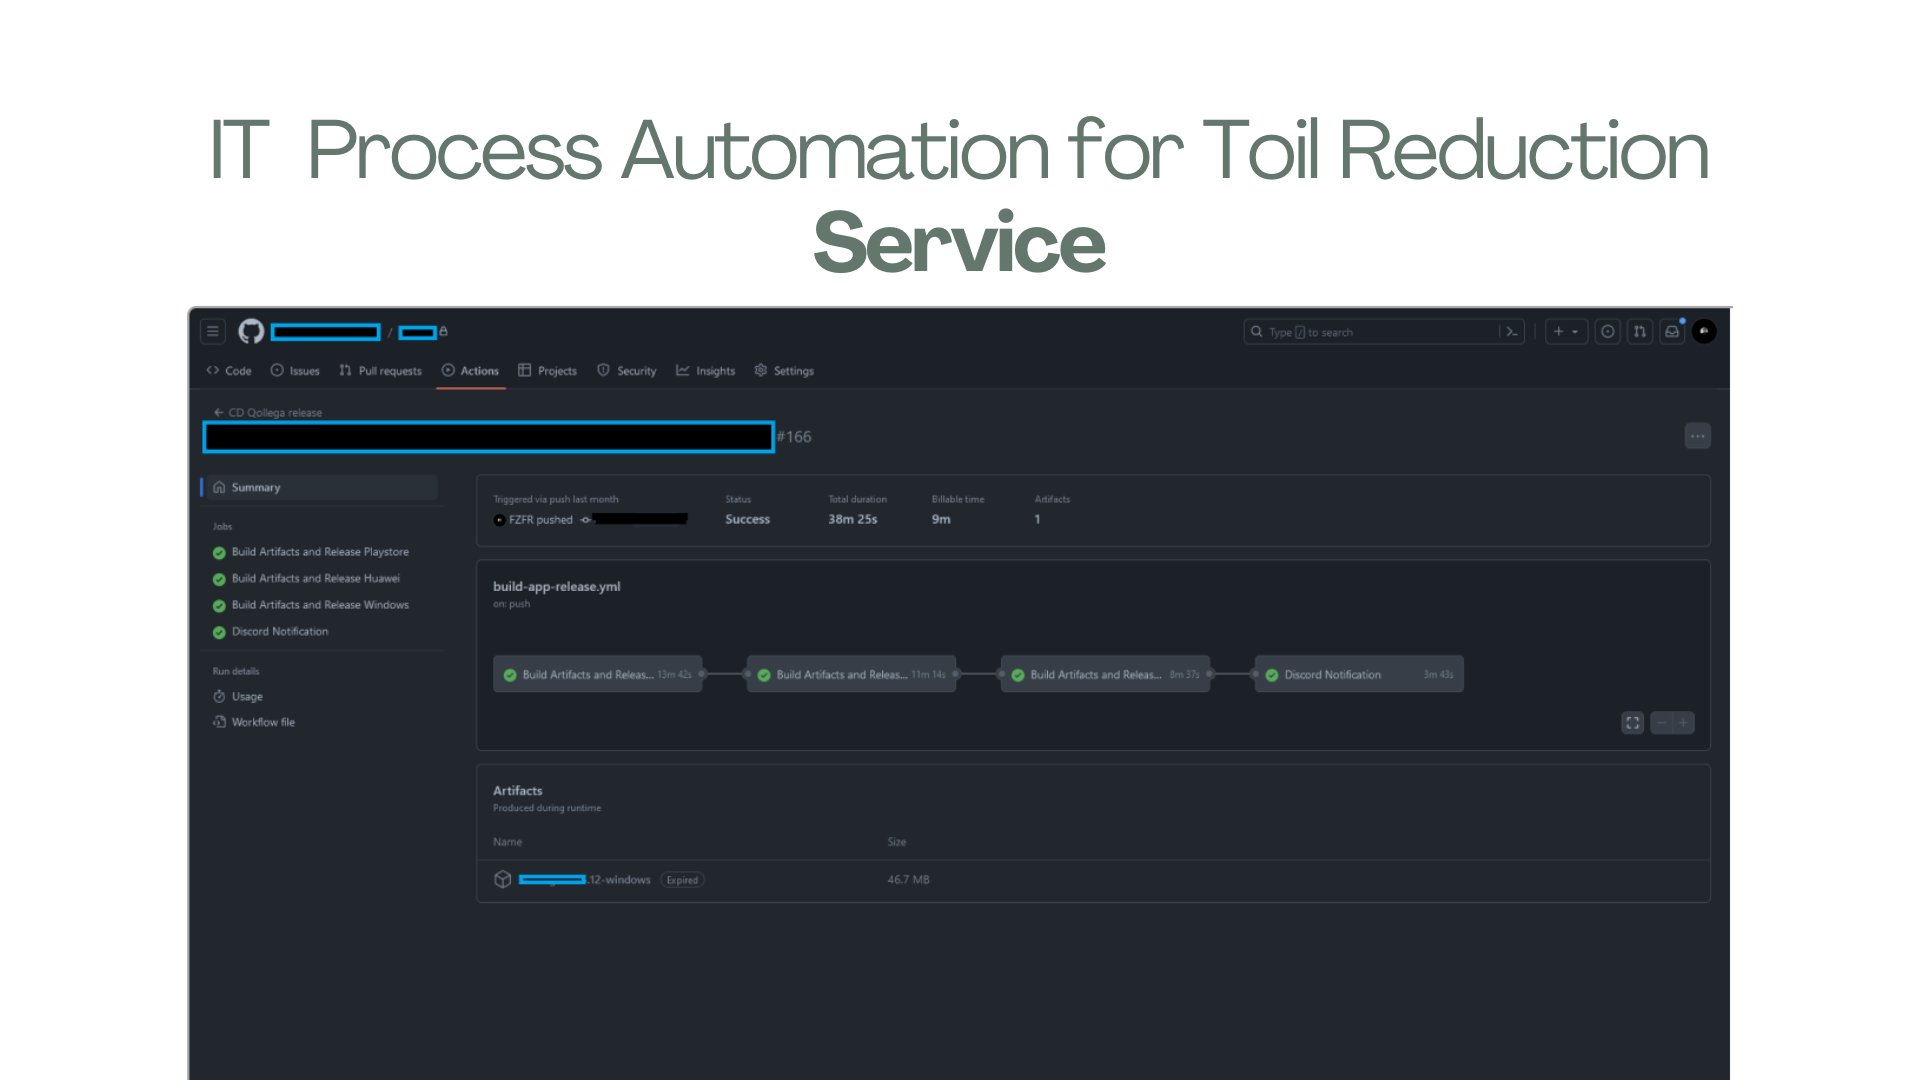 IT Process Automation for Toil Reduction
Service
/
Type / to search
Code Issues Pull requests Actions Projects Security Insights Settings
CD Qollega release
#166
Summary
Jobs
Build Artifacts and Release Playstore
Build Artifacts and Release Huawei
Build Artifacts and Release Windows
Discord Notification
Run details
Usage
Workflow file
Triggered via push last month Status Total duration Billable time Artifacts
FZFR pushed Success 38m 25s 9m 1
build-app-release.yml
on: push
Build Artifacts and Releas... 13m 42s Build Artifacts and Releas... 11m 14s Build Artifacts and Releas... 8m 37s Discord Notification 3m 43s
Artifacts
Produced during runtime
Name Size
.12-windows Expired 46.7 MB